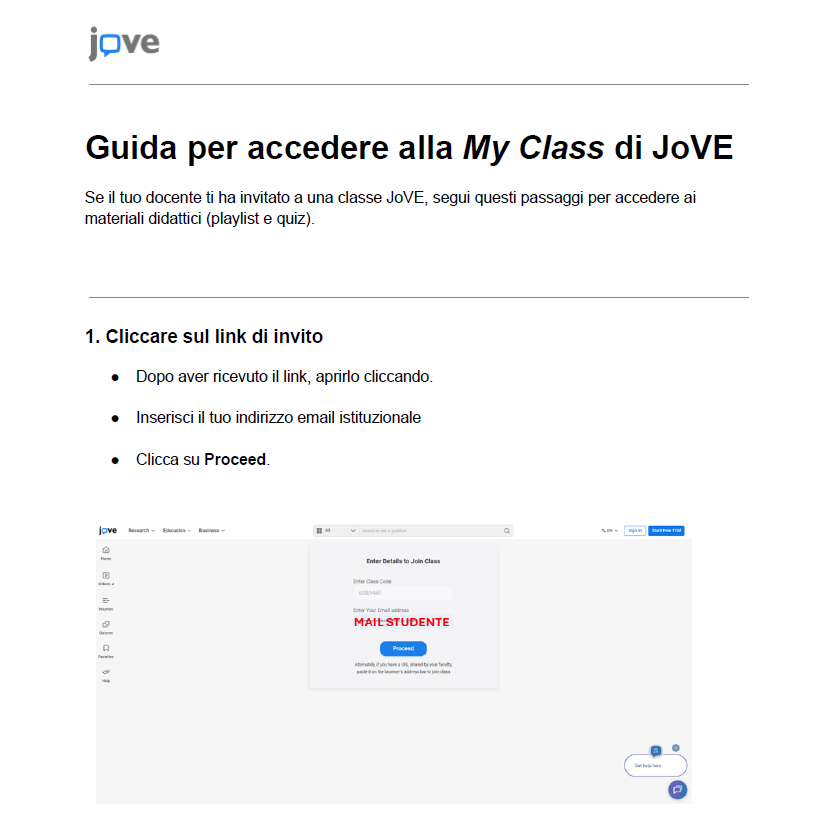 jove
Guida per accedere alla My Class di JoVE
Se il tuo docente ti ha invitato a una classe JoVE, segui questi passaggi per accedere ai
materiali didattici (playlist e quiz).
1. Cliccare sul link di invito
● Dopo aver ricevuto il link, aprirlo cliccando.
● Inserisci il tuo indirizzo email istituzionale
● Clicca su Proceed.
jove Research Education Business All Search or ask a question EN Sign In Start Free Trial
Home
Videos
Playlists
Quizzes
Favorites
Help
Enter Details to Join Class
Enter Class Code
Enter Your Email address
MAIL STUDENTE
Proceed
Alternately, if you have a URL shared by your faculty,
paste it on the browser's address bar to join class
Get help here